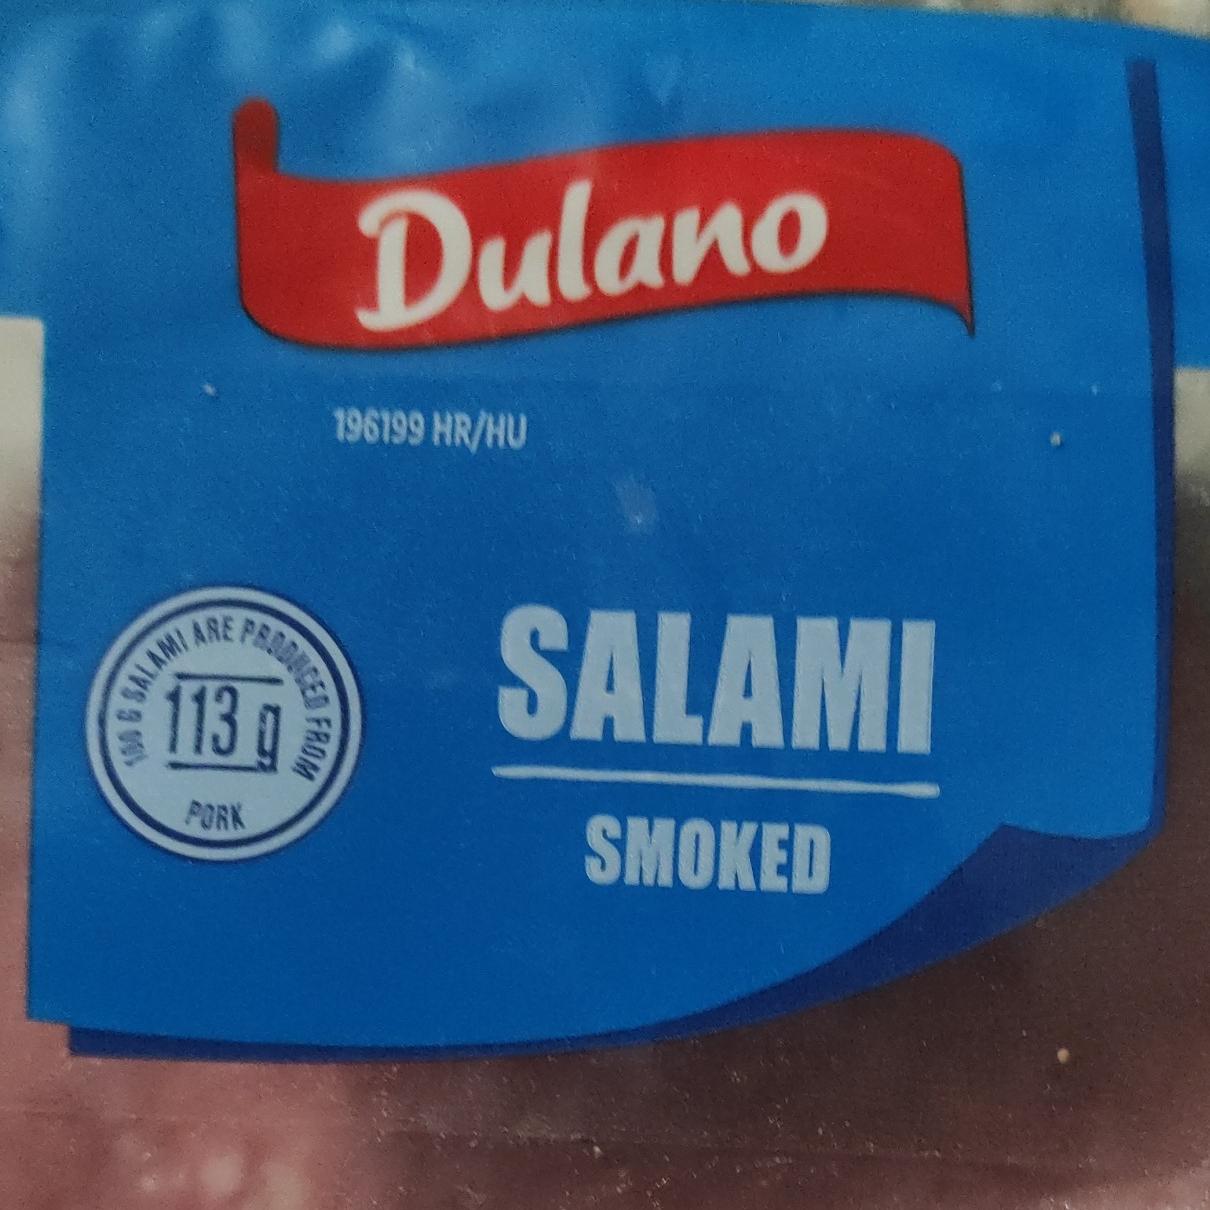 Dulano
196199 HR/HU
SALAMI
SMOKED
100 G SALAMI ARE PRODUCED FROM
113 g
PORK